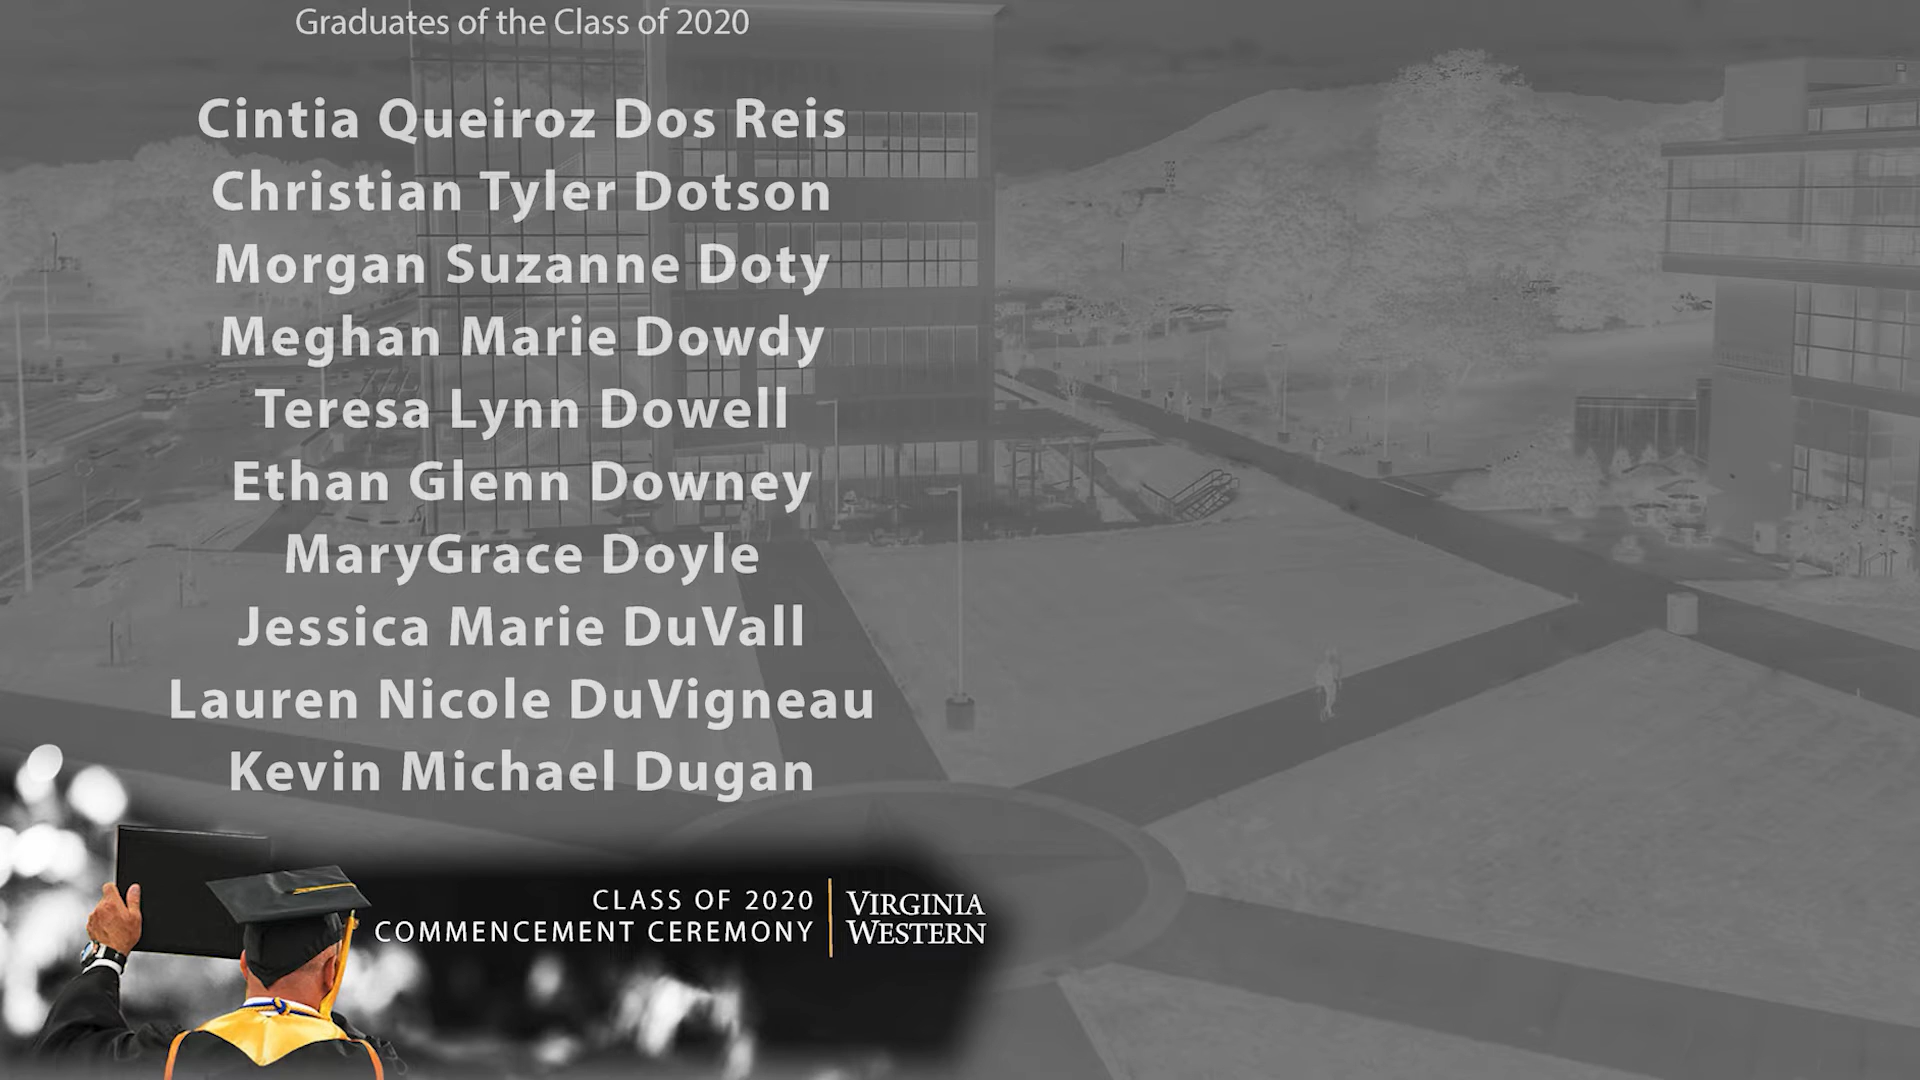 Graduates of the Class of 2020
Cintia Queiroz Dos Reis
Christian Tyler Dotson
Morgan Suzanne Doty
Meghan Marie Dowdy
Teresa Lynn Dowell
Ethan Glenn Downey
MaryGrace Doyle
Jessica Marie DuVall
Lauren Nicole DuVigneau
Kevin Michael Dugan
CLASS OF 2020
COMMENCEMENT CEREMONY
VIRGINIA
WESTERN